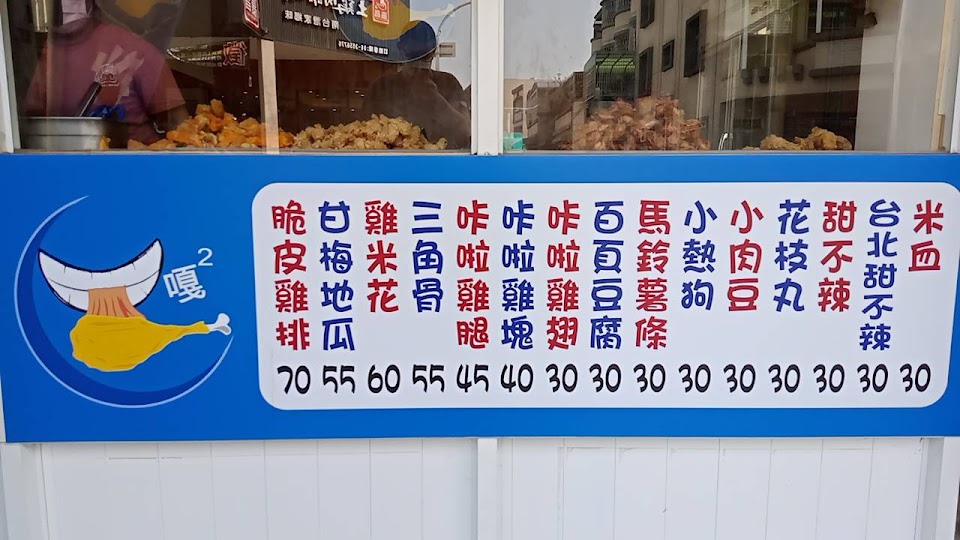 嘎²
脆皮雞排 70
甘梅地瓜 55
雞米花 60
三角骨 55
咔啦雞腿 45
咔啦雞塊 40
咔啦雞翅 30
百頁豆腐 30
馬鈴薯條 30
小熱狗 30
小肉豆 30
花枝丸 30
甜不辣 30
台北甜不辣 30
米血 30